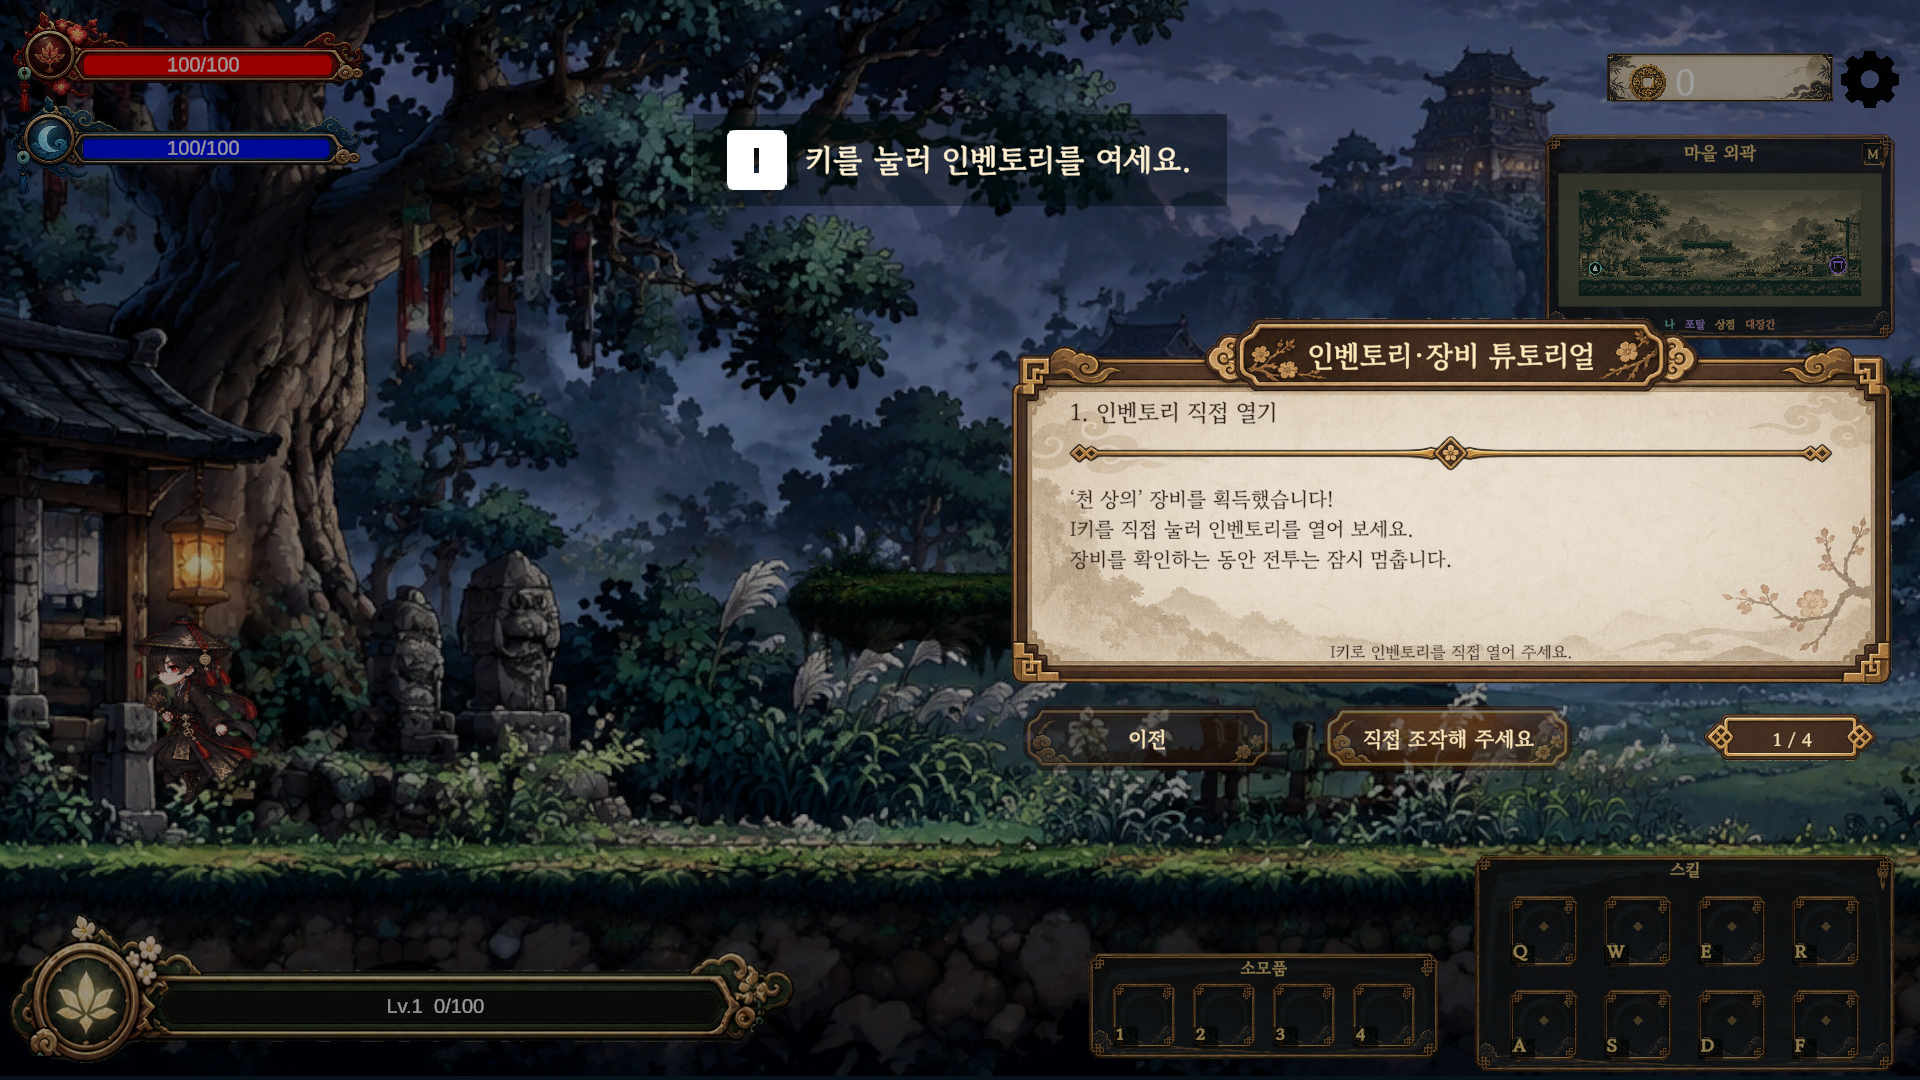 100/100
100/100
0
I 키를 눌러 인벤토리를 여세요.
마을 외곽
M
나 포탈 상점 대장간
인벤토리·장비 튜토리얼
1. 인벤토리 직접 열기
‘천 상의’ 장비를 획득했습니다!
I키를 직접 눌러 인벤토리를 열어 보세요.
장비를 확인하는 동안 전투는 잠시 멈춥니다.
I키로 인벤토리를 직접 열어 주세요.
이전
직접 조작해 주세요
1 / 4
스킬
Q W E R
A S D F
소모품
1 2 3 4
Lv.1 0/100